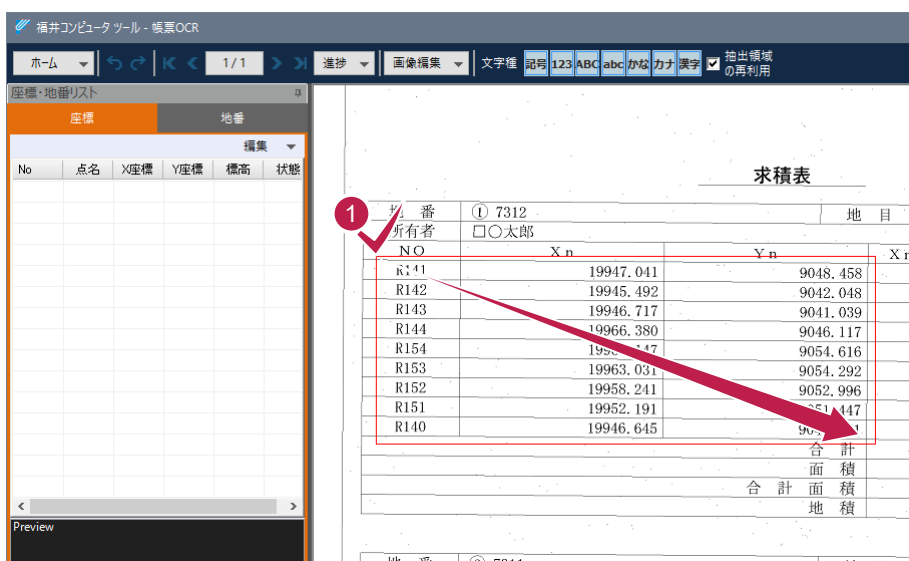 福井コンピュータ ツール - 帳票OCR
ホーム 1/1 進捗 画像編集 文字種 記号 123 ABC abc かな カナ 漢字 抽出領域の再利用
座標・地番リスト
座標 地番
編集
No 点名 X座標 Y座標 標高 状態
Preview
求積表
1
地 番 ① 7312 地 目
所有者 □○太郎
NO Xn Yn
R141 19947.041 9048.458
R142 19945.492 9042.048
R143 19946.717 9041.039
R144 19966.380 9046.117
R154 9054.616
R153 19963.031 9054.292
R152 19958.241 9052.996
R151 19952.191
R140 19946.645
合 計
面 積
合 計 面 積
地 積